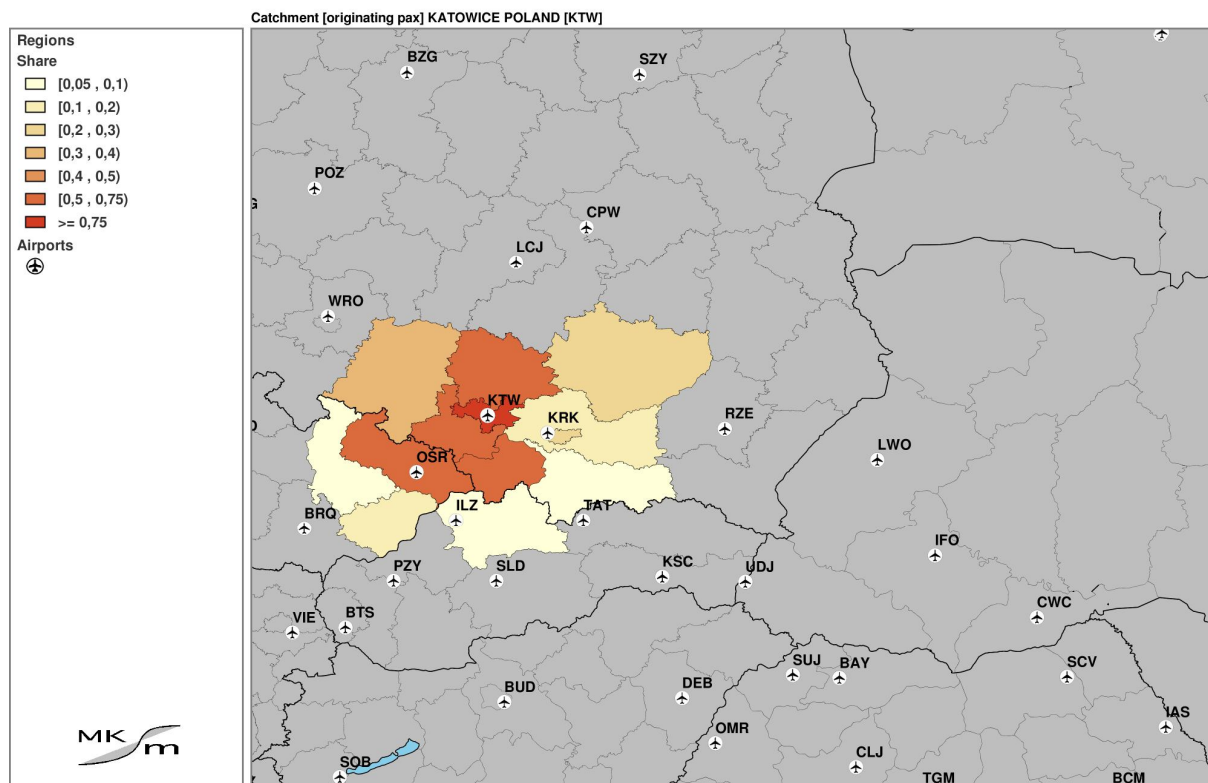 Catchment [originating pax] KATOWICE POLAND [KTW]
Regions
Share
[0,05 , 0,1)
[0,1 , 0,2)
[0,2 , 0,3)
[0,3 , 0,4)
[0,4 , 0,5)
[0,5 , 0,75)
>= 0,75
Airports
MK
m
BZG
SZY
POZ
CPW
LCJ
WRO
KTW
KRK
RZE
LWO
OSR
BRQ
ILZ
TAT
IFO
PZY
SLD
KSC
UDJ
CWC
VIE
BTS
SUJ
BAY
SCV
BUD
DEB
OMR
IAS
SOB
CLJ
TGM
BCM